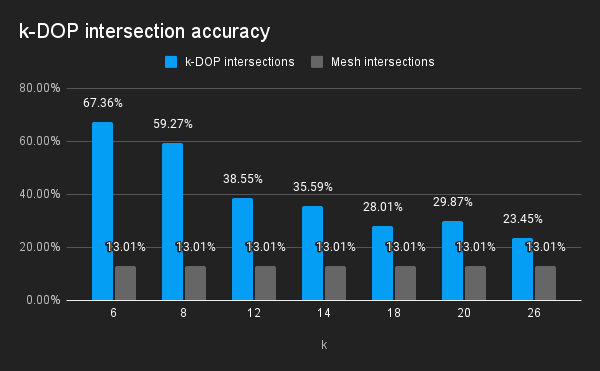 k-DOP intersection accuracy
k-DOP intersections Mesh intersections
80.00%
67.36%
59.27%
60.00%
38.55%
35.59%
40.00%
28.01%
29.87%
23.45%
20.00%
13.01% 13.01% 13.01% 13.01% 13.01% 13.01% 13.01%
0.00%
6 8 12 14 18 20 26
k